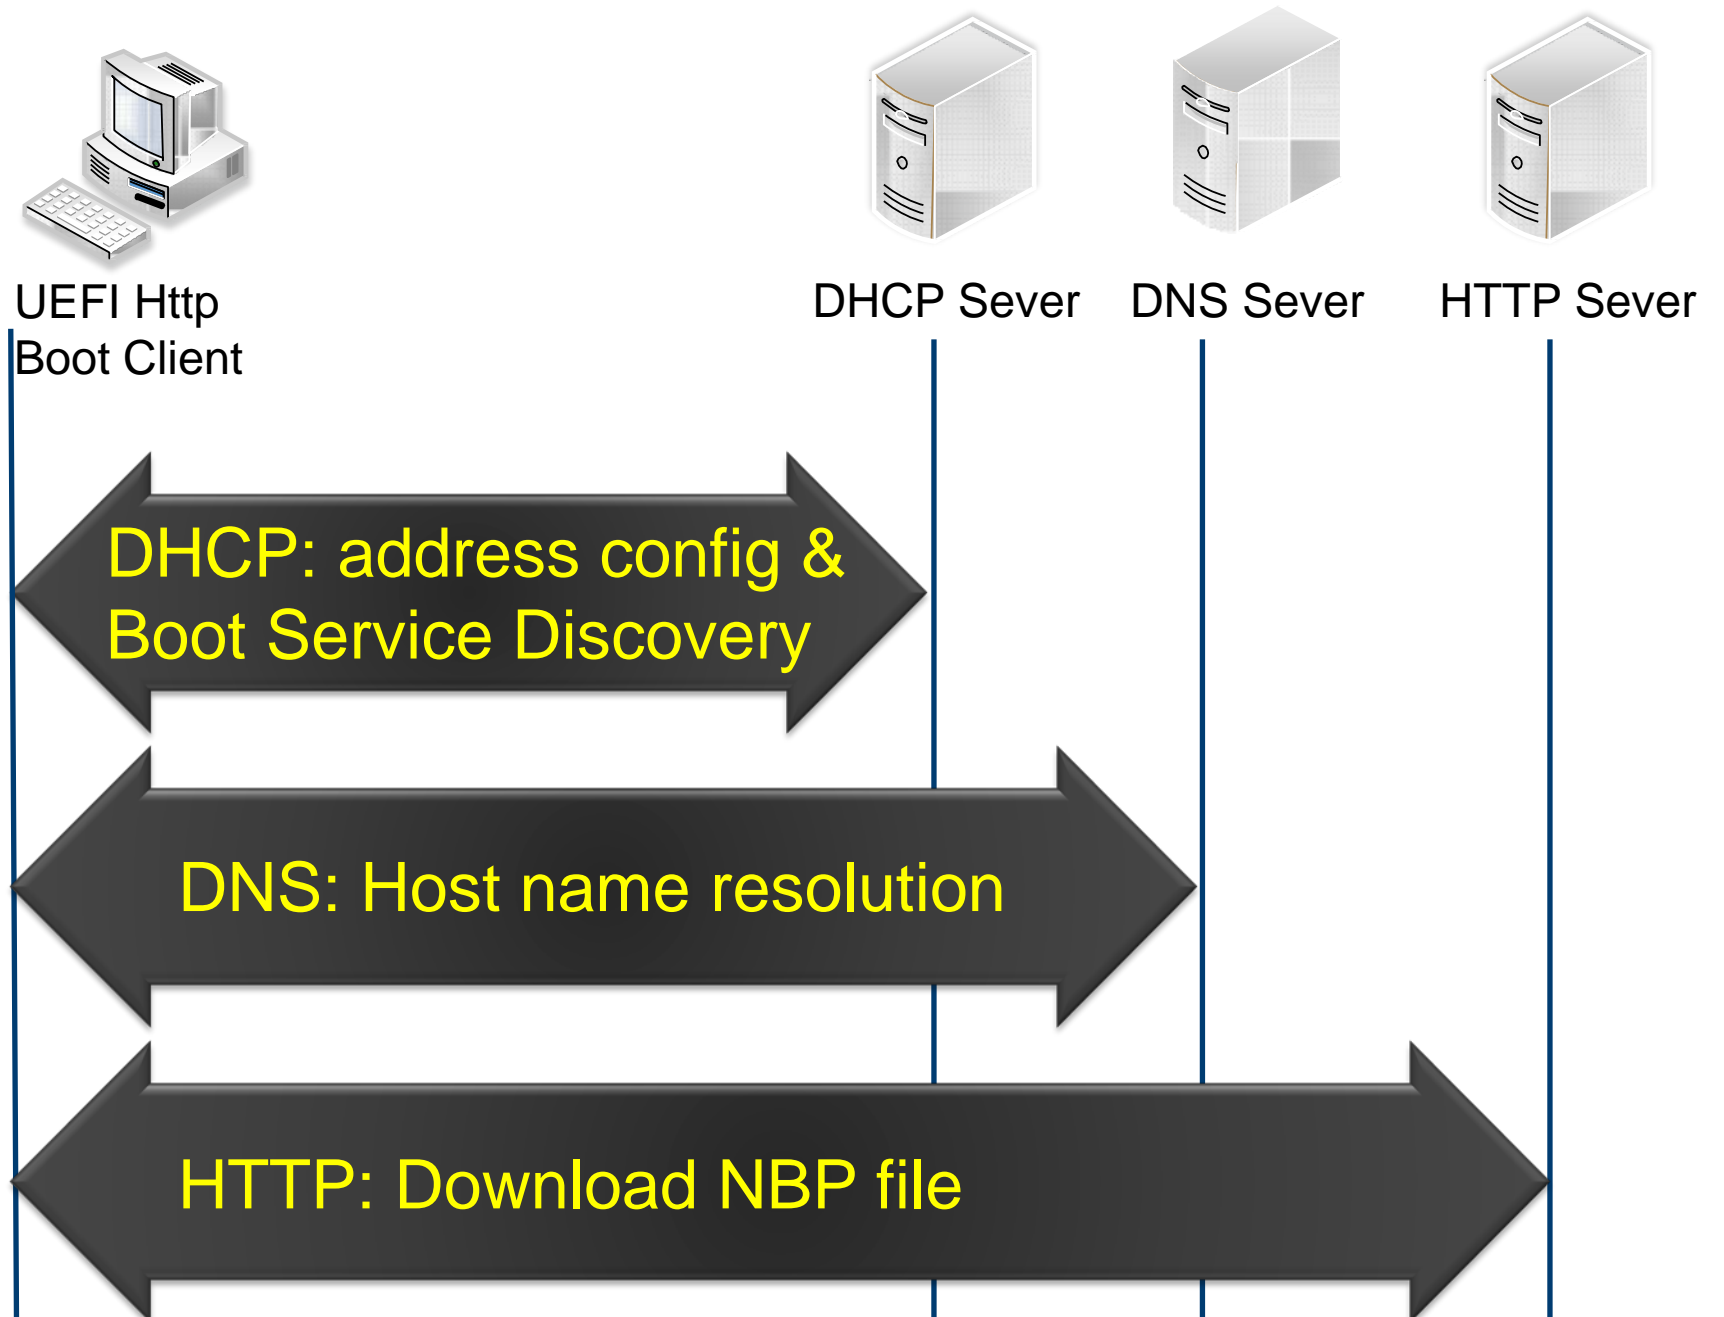 UEFI Http
Boot Client
DHCP Sever
DNS Sever
HTTP Sever
DHCP: address config &
Boot Service Discovery
DNS: Host name resolution
HTTP: Download NBP file